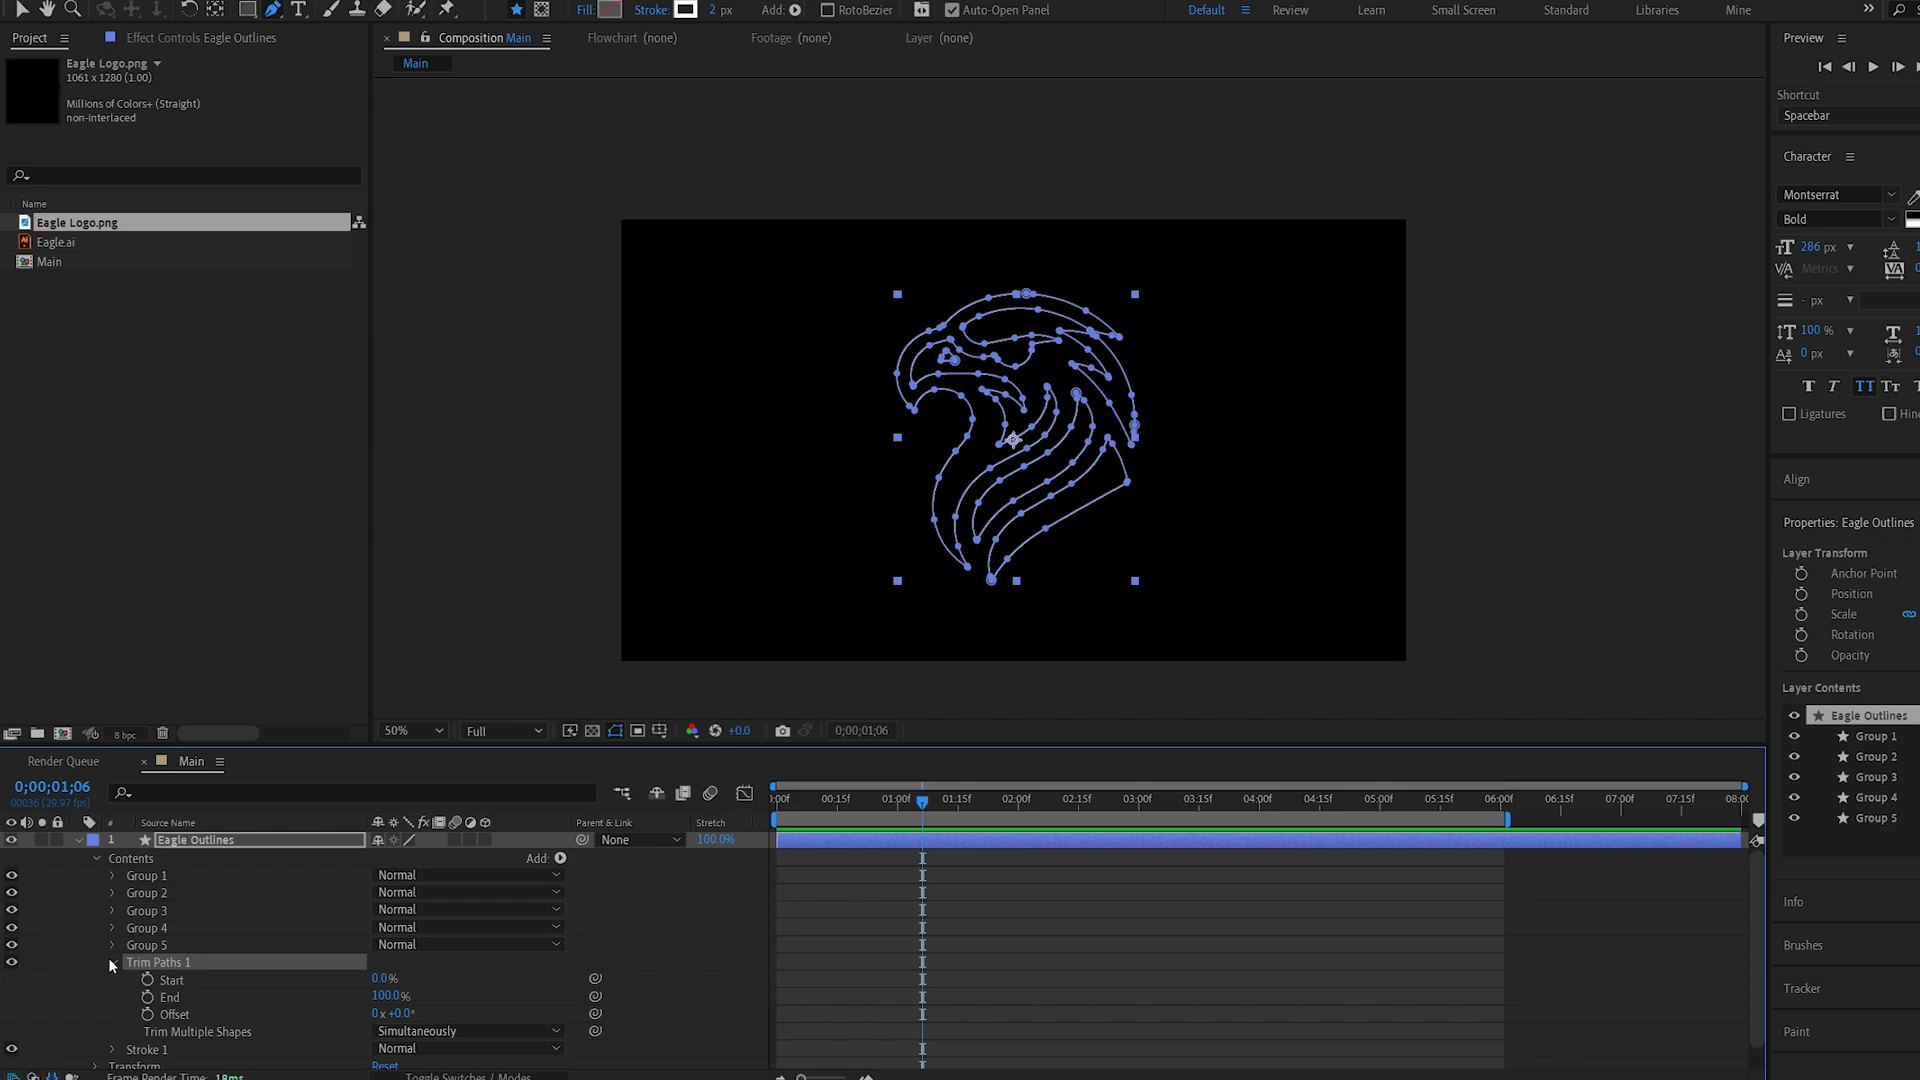 Fill: Stroke: 2 px Add: RotoBezier Auto-Open Panel Default Review Learn Small Screen Standard Libraries Mine
Project Effect Controls Eagle Outlines
Composition Main Flowchart (none) Footage (none) Layer (none)
Preview
Main
Eagle Logo.png
1061 x 1280 (1.00)
Millions of Colors+ (Straight)
non-interlaced
Shortcut
Spacebar
Character
Montserrat
Bold
Name
Eagle Logo.png
Eagle.ai
Main
286 px
Metrics
- px
100 %
0 px
Ligatures
Align
Properties: Eagle Outlines
Layer Transform
Anchor Point
Position
Scale
Rotation
Opacity
Layer Contents
Eagle Outlines
Group 1
Group 2
Group 3
Group 4
Group 5
Info
Brushes
Tracker
Paint
8 bpc
50% Full +0.0 0;00;01;06
Render Queue Main
0;00;01;06
00036 (29.97 fps)
:00f 00:15f 01:00f 01:15f 02:00f 02:15f 03:00f 03:15f 04:00f 04:15f 05:00f 05:15f 06:00f 06:15f 07:00f 07:15f
# Source Name Parent & Link Stretch
1 Eagle Outlines None 100.0%
Contents Add:
Group 1 Normal
Group 2 Normal
Group 3 Normal
Group 4 Normal
Group 5 Normal
Trim Paths 1
Start 0.0%
End 100.0%
Offset 0x+0.0°
Trim Multiple Shapes Simultaneously
Stroke 1 Normal
Transform Reset
Frame Render Time: 18ms Toggle Switches / Modes